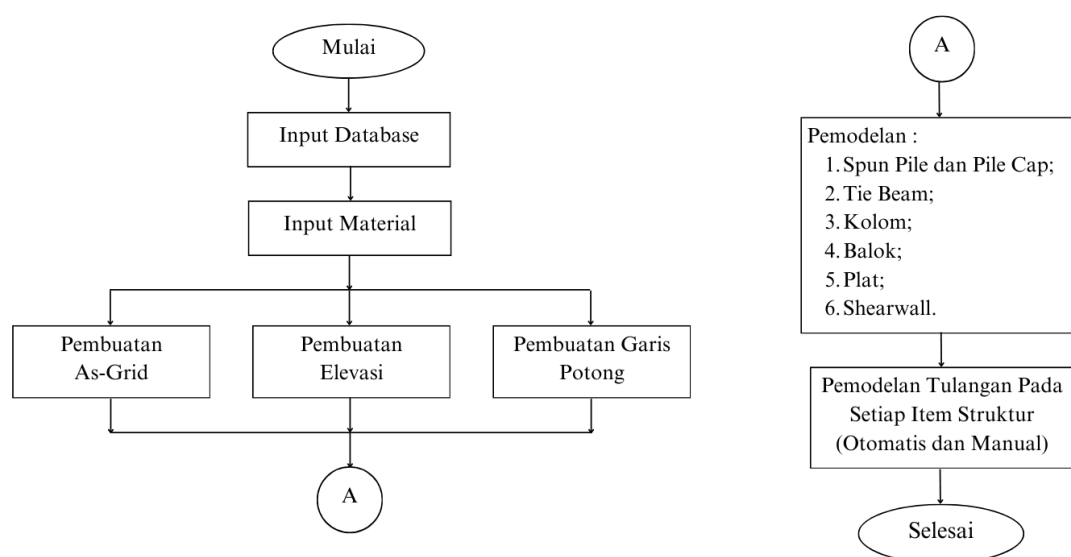 Mulai
Input Database
Input Material
Pembuatan
As-Grid
Pembuatan
Elevasi
Pembuatan Garis
Potong
A
A
Pemodelan :
1. Spun Pile dan Pile Cap;
2. Tie Beam;
3. Kolom;
4. Balok;
5. Plat;
6. Shearwall.
Pemodelan Tulangan Pada
Setiap Item Struktur
(Otomatis dan Manual)
Selesai